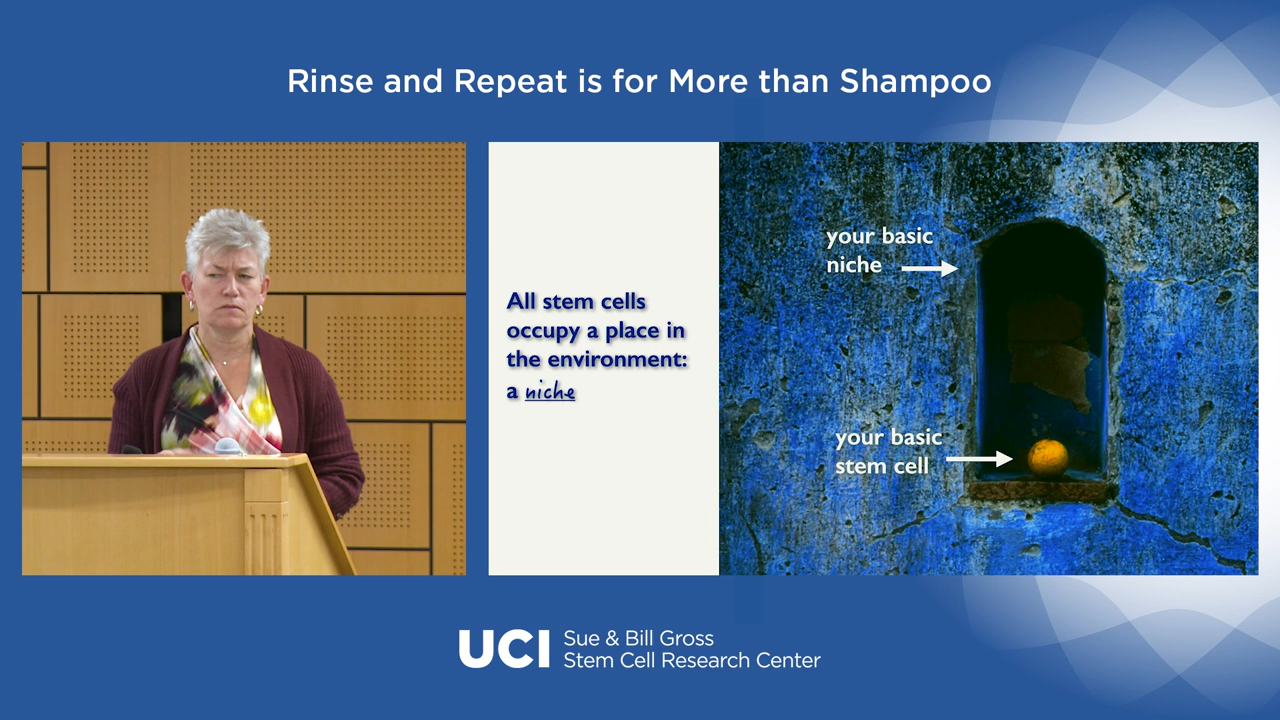 Rinse and Repeat is for More than Shampoo
All stem cells
occupy a place in
the environment:
a niche
your basic
niche
your basic
stem cell
UCI
Sue & Bill Gross
Stem Cell Research Center